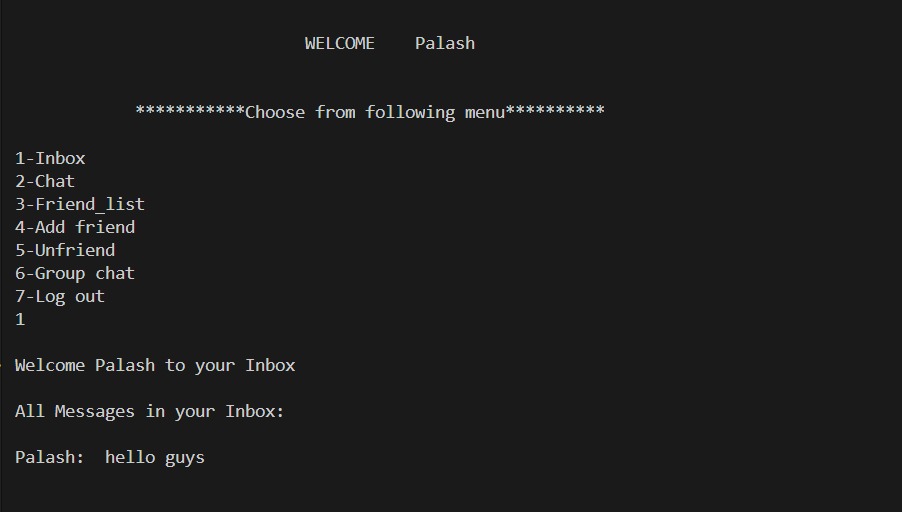 WELCOME    Palash
***********Choose from following menu**********
1-Inbox
2-Chat
3-Friend_list
4-Add friend
5-Unfriend
6-Group chat
7-Log out
1
Welcome Palash to your Inbox
All Messages in your Inbox:
Palash:  hello guys